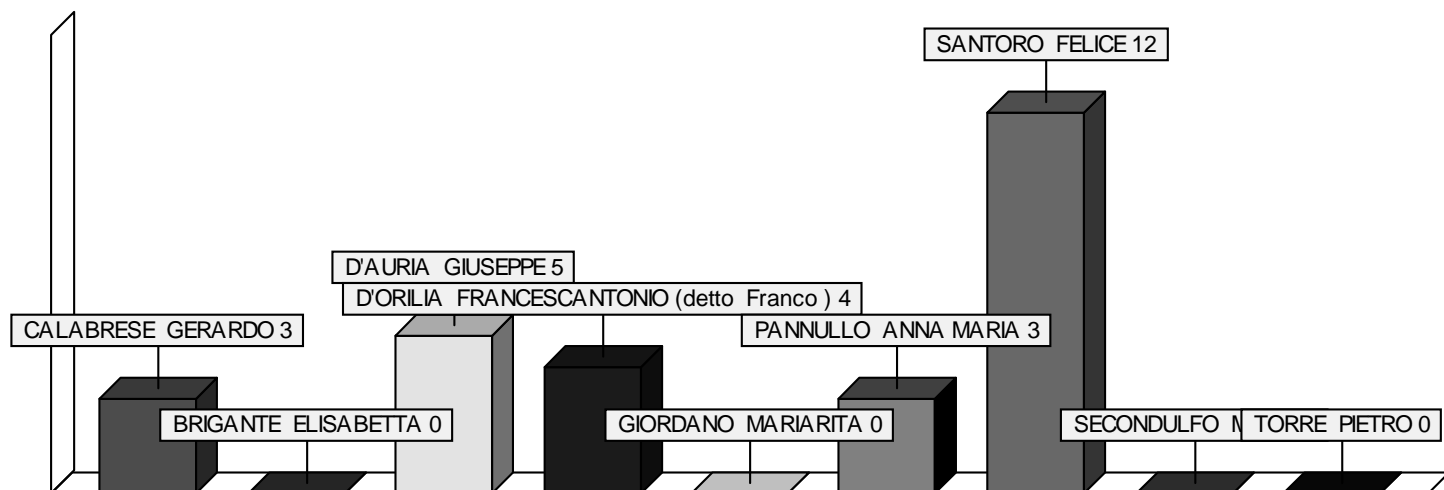 SANTORO FELICE 12
D'AURIA GIUSEPPE 5
D'ORILIA FRANCESCANTONIO (detto Franco ) 4
CALABRESE GERARDO 3
PANNULLO ANNA MARIA 3
BRIGANTE ELISABETTA 0
GIORDANO MARIARITA 0
SECONDULFO
TORRE PIETRO 0